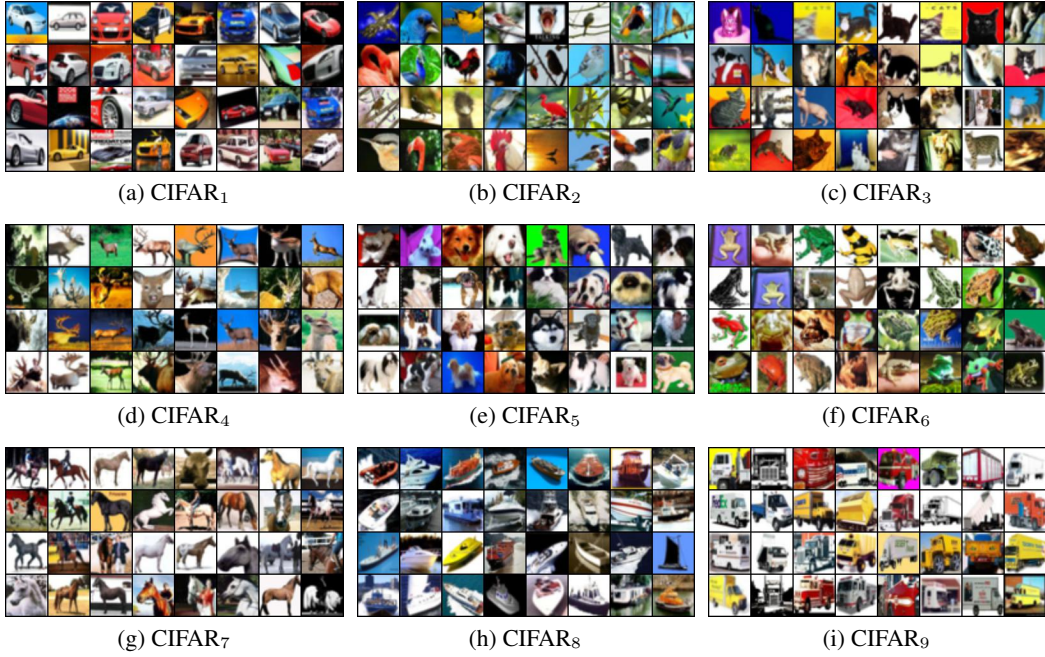 (a) CIFAR₁
(b) CIFAR₂
(c) CIFAR₃
(d) CIFAR₄
(e) CIFAR₅
(f) CIFAR₆
(g) CIFAR₇
(h) CIFAR₈
(i) CIFAR₉